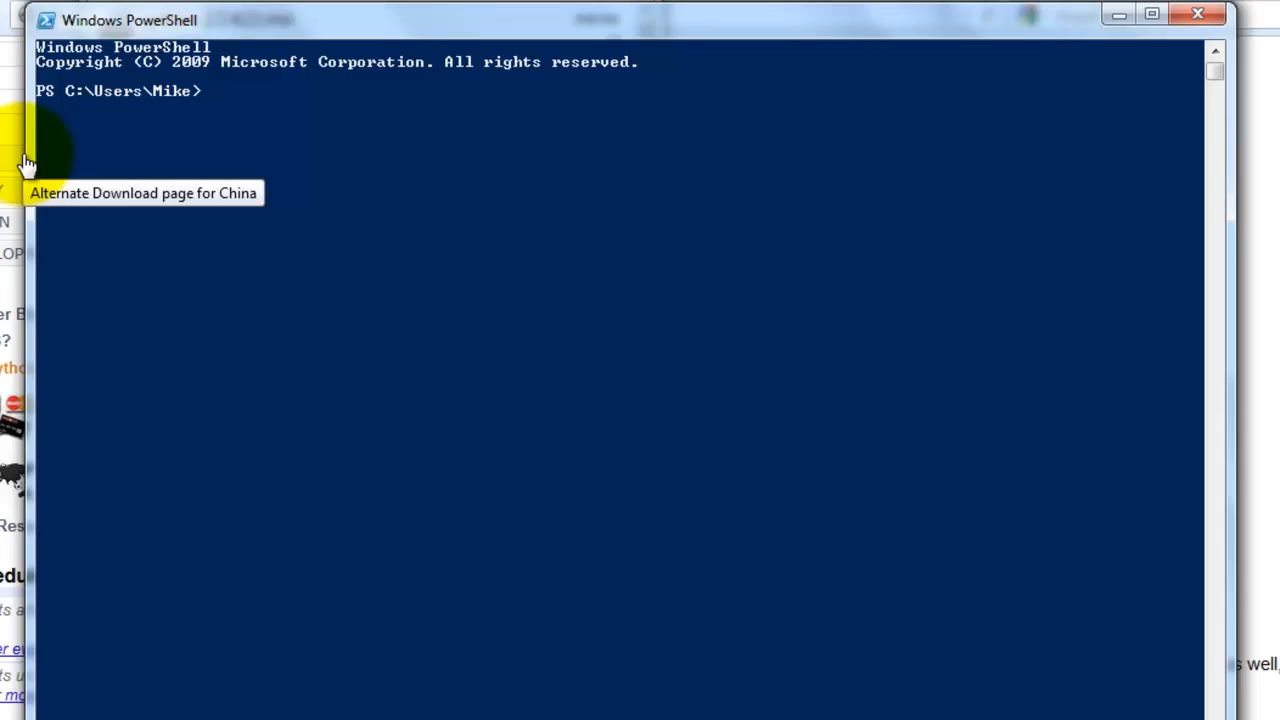 Windows PowerShell
Windows PowerShell
Copyright (C) 2009 Microsoft Corporation. All rights reserved.
PS C:\Users\Mike>
Alternate Download page for China
s?
s well,